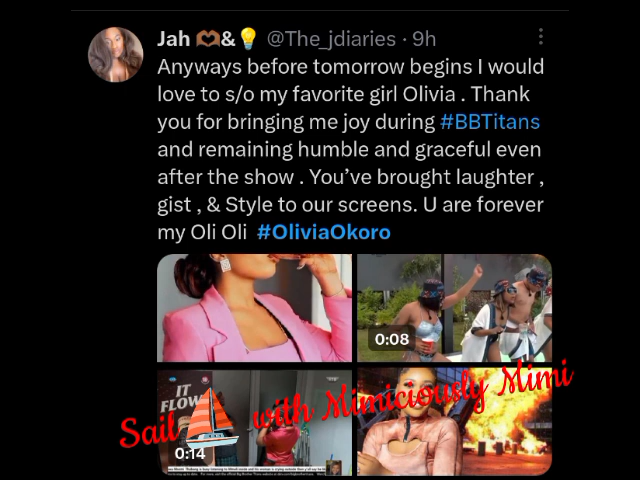 Jah 🫶🏾&💡 @The_jdiaries · 9h
Anyways before tomorrow begins I would
love to s/o my favorite girl Olivia . Thank
you for bringing me joy during #BBTitans
and remaining humble and graceful even
after the show . You've brought laughter ,
gist , & Style to our screens. U are forever
my Oli Oli #OliviaOkoro
0:08
IT
FLOW
Sail with Mimiciously Mimi
0:14